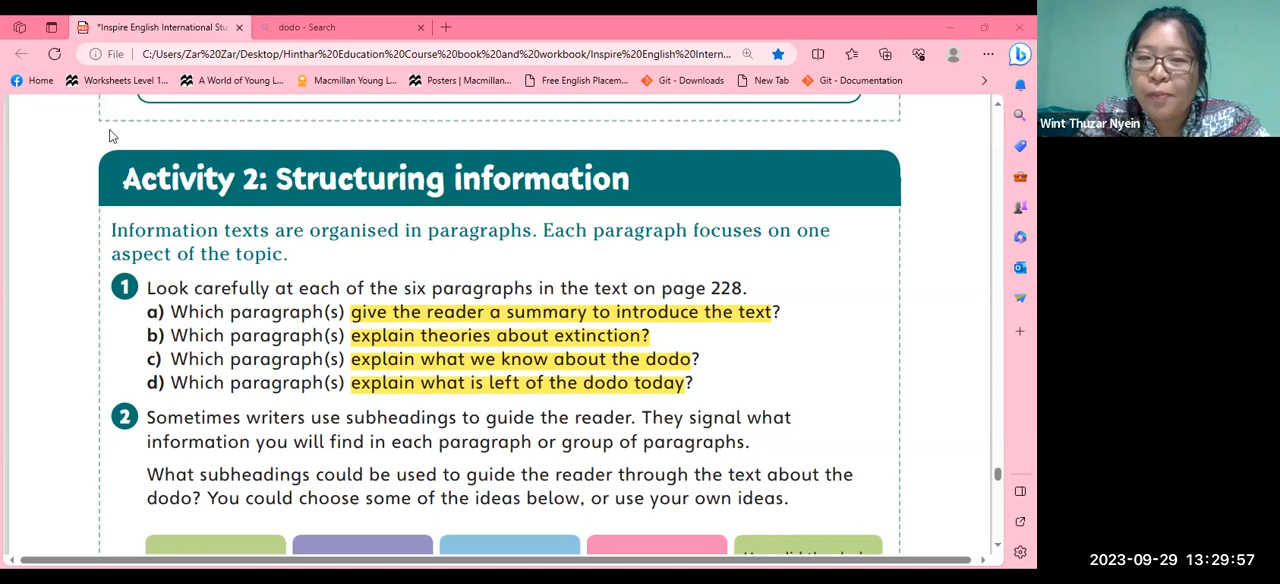 *Inspire English International Stu
dodo - Search
File
C:/Users/Zar%20Zar/Desktop/Hinthar%20Education%20Course%20book%20and%20workbook/Inspire%20English%20Intern...
Home
Worksheets Level 1...
A World of Young L...
Macmillan Young L...
Posters | Macmillan...
Free English Placem...
Git - Downloads
New Tab
Git - Documentation
Wint Thuzar Nyein
Activity 2: Structuring information
Information texts are organised in paragraphs. Each paragraph focuses on one
aspect of the topic.
1 Look carefully at each of the six paragraphs in the text on page 228.
a) Which paragraph(s) give the reader a summary to introduce the text?
b) Which paragraph(s) explain theories about extinction?
c) Which paragraph(s) explain what we know about the dodo?
d) Which paragraph(s) explain what is left of the dodo today?
2 Sometimes writers use subheadings to guide the reader. They signal what
information you will find in each paragraph or group of paragraphs.
What subheadings could be used to guide the reader through the text about the
dodo? You could choose some of the ideas below, or use your own ideas.
2023-09-29 13:29:57